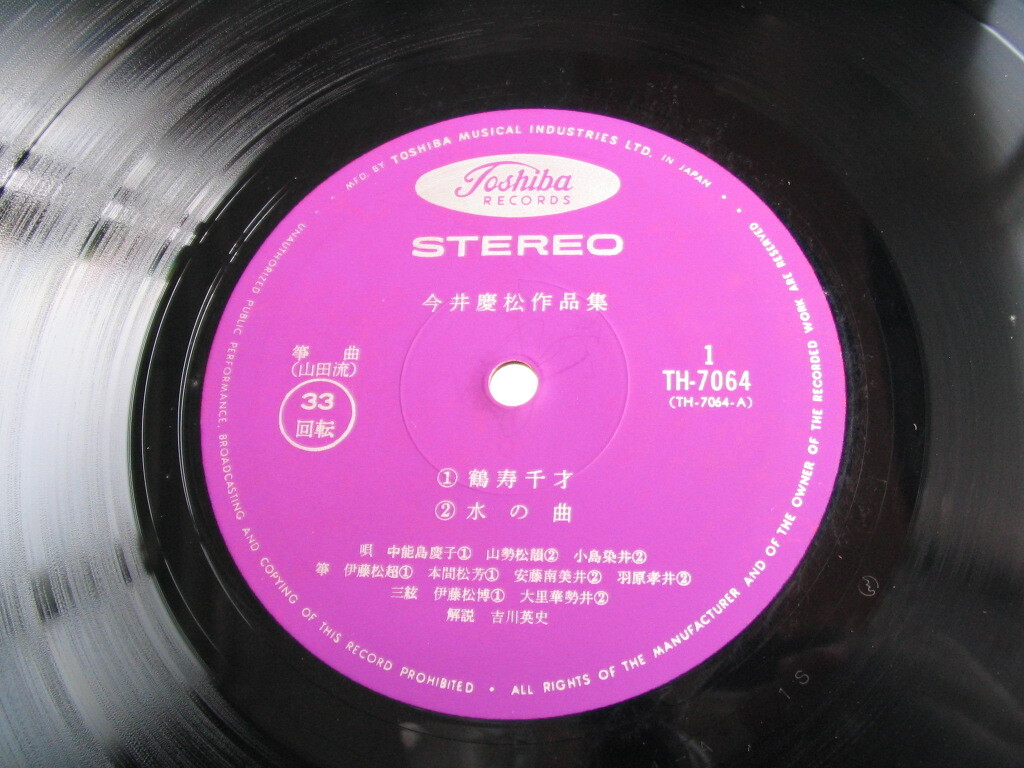 MFD. BY TOSHIBA MUSICAL INDUSTRIES LTD. IN JAPAN
Toshiba
RECORDS
STEREO
今井慶松作品集
箏 曲
(山田流)
33
回転
1
TH-7064
(TH-7064-A)
①鶴寿千才
②水の曲
唄 中能島慶子① 山勢松韻② 小島染井②
箏 伊藤松超① 本間松芳① 安藤南美井② 羽原孝井②
三絃 伊藤松博① 大里華勢井②
解説 吉川英史
ALL RIGHTS OF THE MANUFACTURER AND OF THE OWNER OF THE RECORDED WORK ARE RESERVED
UNAUTHORIZED PUBLIC PERFORMANCE, BROADCASTING AND COPYING OF THIS RECORD PROHIBITED
1 S